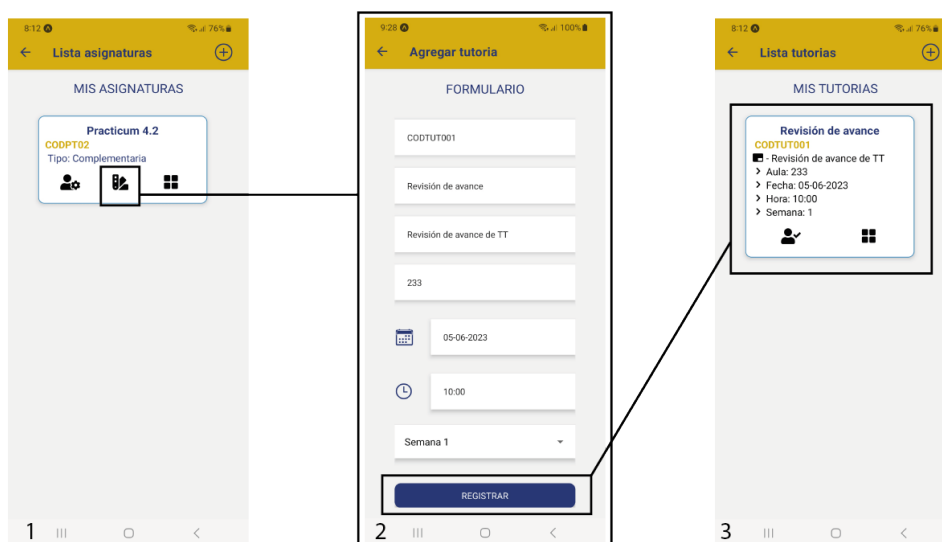 8:12
76%
Lista asignaturas
MIS ASIGNATURAS
Practicum 4.2
CODPT02
Tipo: Complementaria
1
9:28
100%
Agregar tutoria
FORMULARIO
CODTUT001
Revisión de avance
Revisión de avance de TT
233
05-06-2023
10:00
Semana 1
REGISTRAR
2
8:12
76%
Lista tutorias
MIS TUTORIAS
Revisión de avance
CODTUT001
- Revisión de avance de TT
Aula: 233
Fecha: 05-06-2023
Hora: 10:00
Semana: 1
3